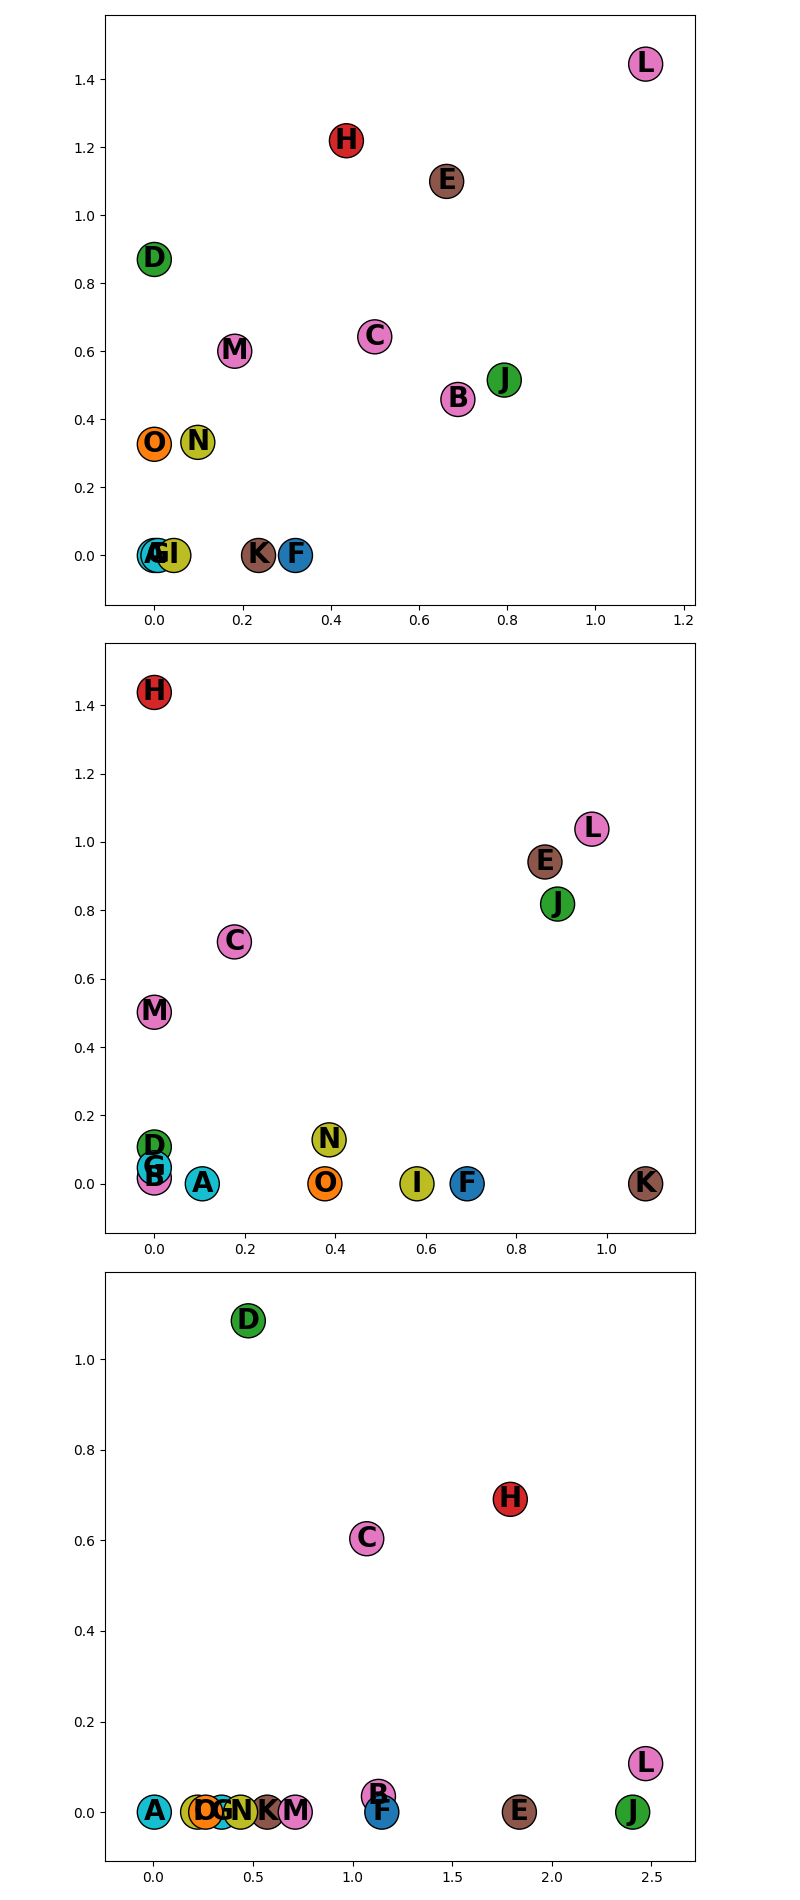 1.4
L
1.2
H
E
1.0
D
0.8
C
M
0.6
J
B
0.4
O N
0.2
0.0
A G I K F
0.0 0.2 0.4 0.6 0.8 1.0 1.2
H
1.4
1.2
L
1.0
E
J
0.8
C
0.6
M
0.4
0.2
N
D
G
B
0.0
A O I F K
0.0 0.2 0.4 0.6 0.8 1.0
D
1.0
0.8
H
C
0.6
0.4
0.2
L
B
0.0
A I O G N K M F E J
0.0 0.5 1.0 1.5 2.0 2.5